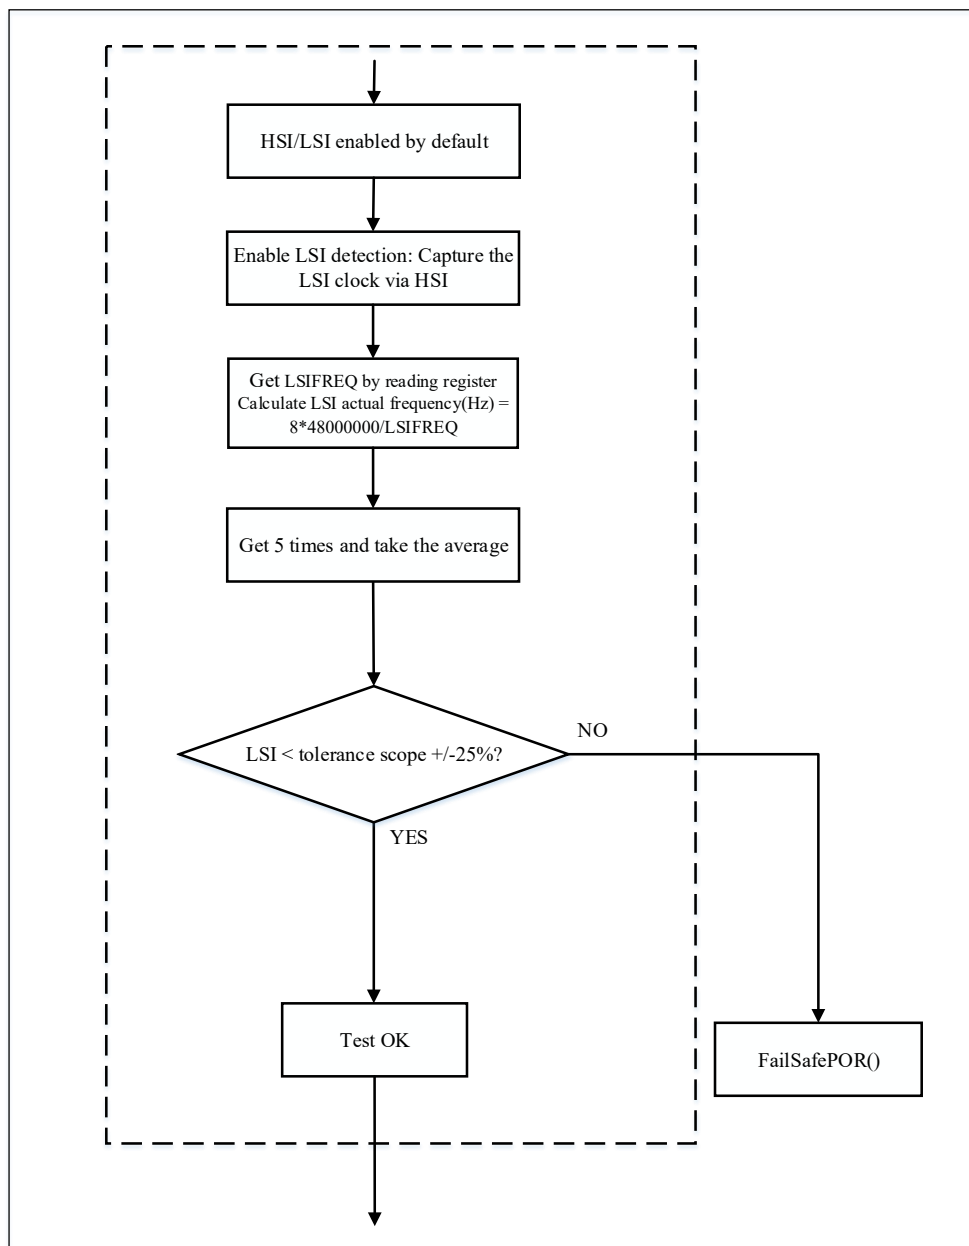 HSI/LSI enabled by default
Enable LSI detection: Capture the
LSI clock via HSI
Get LSIFREQ by reading register
Calculate LSI actual frequency(Hz) =
8*48000000/LSIFREQ
Get 5 times and take the average
LSI < tolerance scope +/-25%?
NO
YES
Test OK
FailSafePOR()